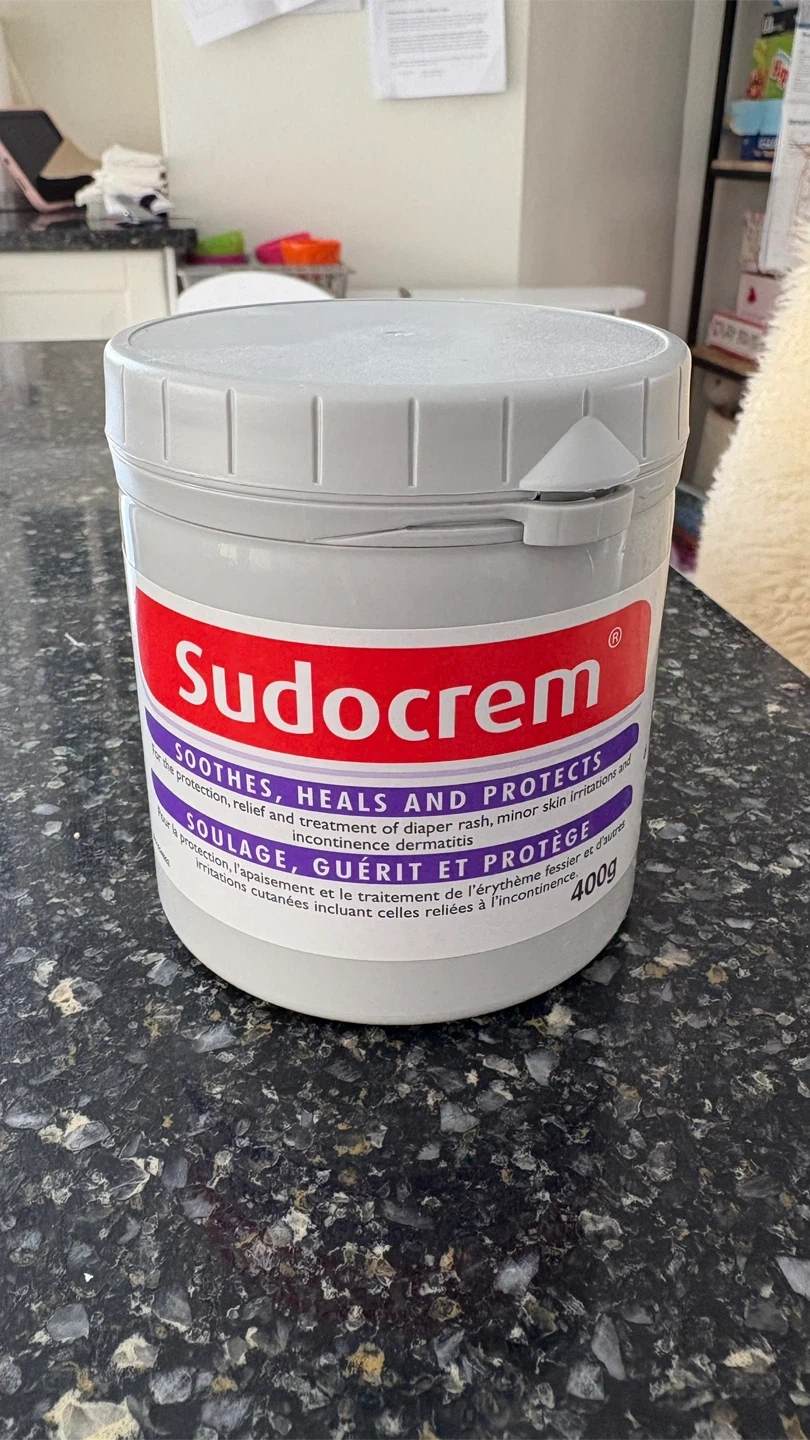 Sudocrem®
SOOTHES, HEALS AND PROTECTS
For the protection, relief and treatment of diaper rash, minor skin irritations and
incontinence dermatitis
SOULAGE, GUÉRIT ET PROTÈGE
Pour la protection, l'apaisement et le traitement de l'érythème fessier et d'autres
irritations cutanées incluant celles reliées à l'incontinence.
400g